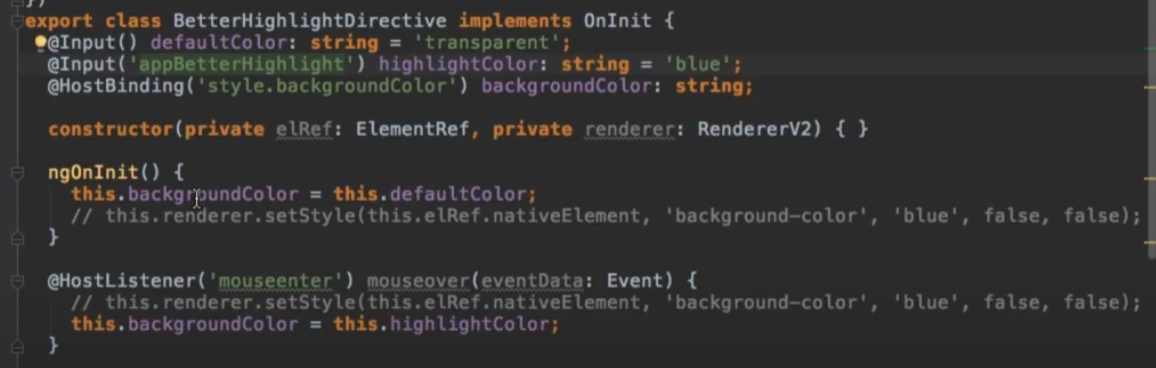 })
export class BetterHighlightDirective implements OnInit {
@Input() defaultColor: string = 'transparent';
@Input('appBetterHighlight') highlightColor: string = 'blue';
@HostBinding('style.backgroundColor') backgroundColor: string;
constructor(private elRef: ElementRef, private renderer: RendererV2) { }
ngOnInit() {
this.backgroundColor = this.defaultColor;
// this.renderer.setStyle(this.elRef.nativeElement, 'background-color', 'blue', false, false);
}
@HostListener('mouseenter') mouseover(eventData: Event) {
// this.renderer.setStyle(this.elRef.nativeElement, 'background-color', 'blue', false, false);
this.backgroundColor = this.highlightColor;
}